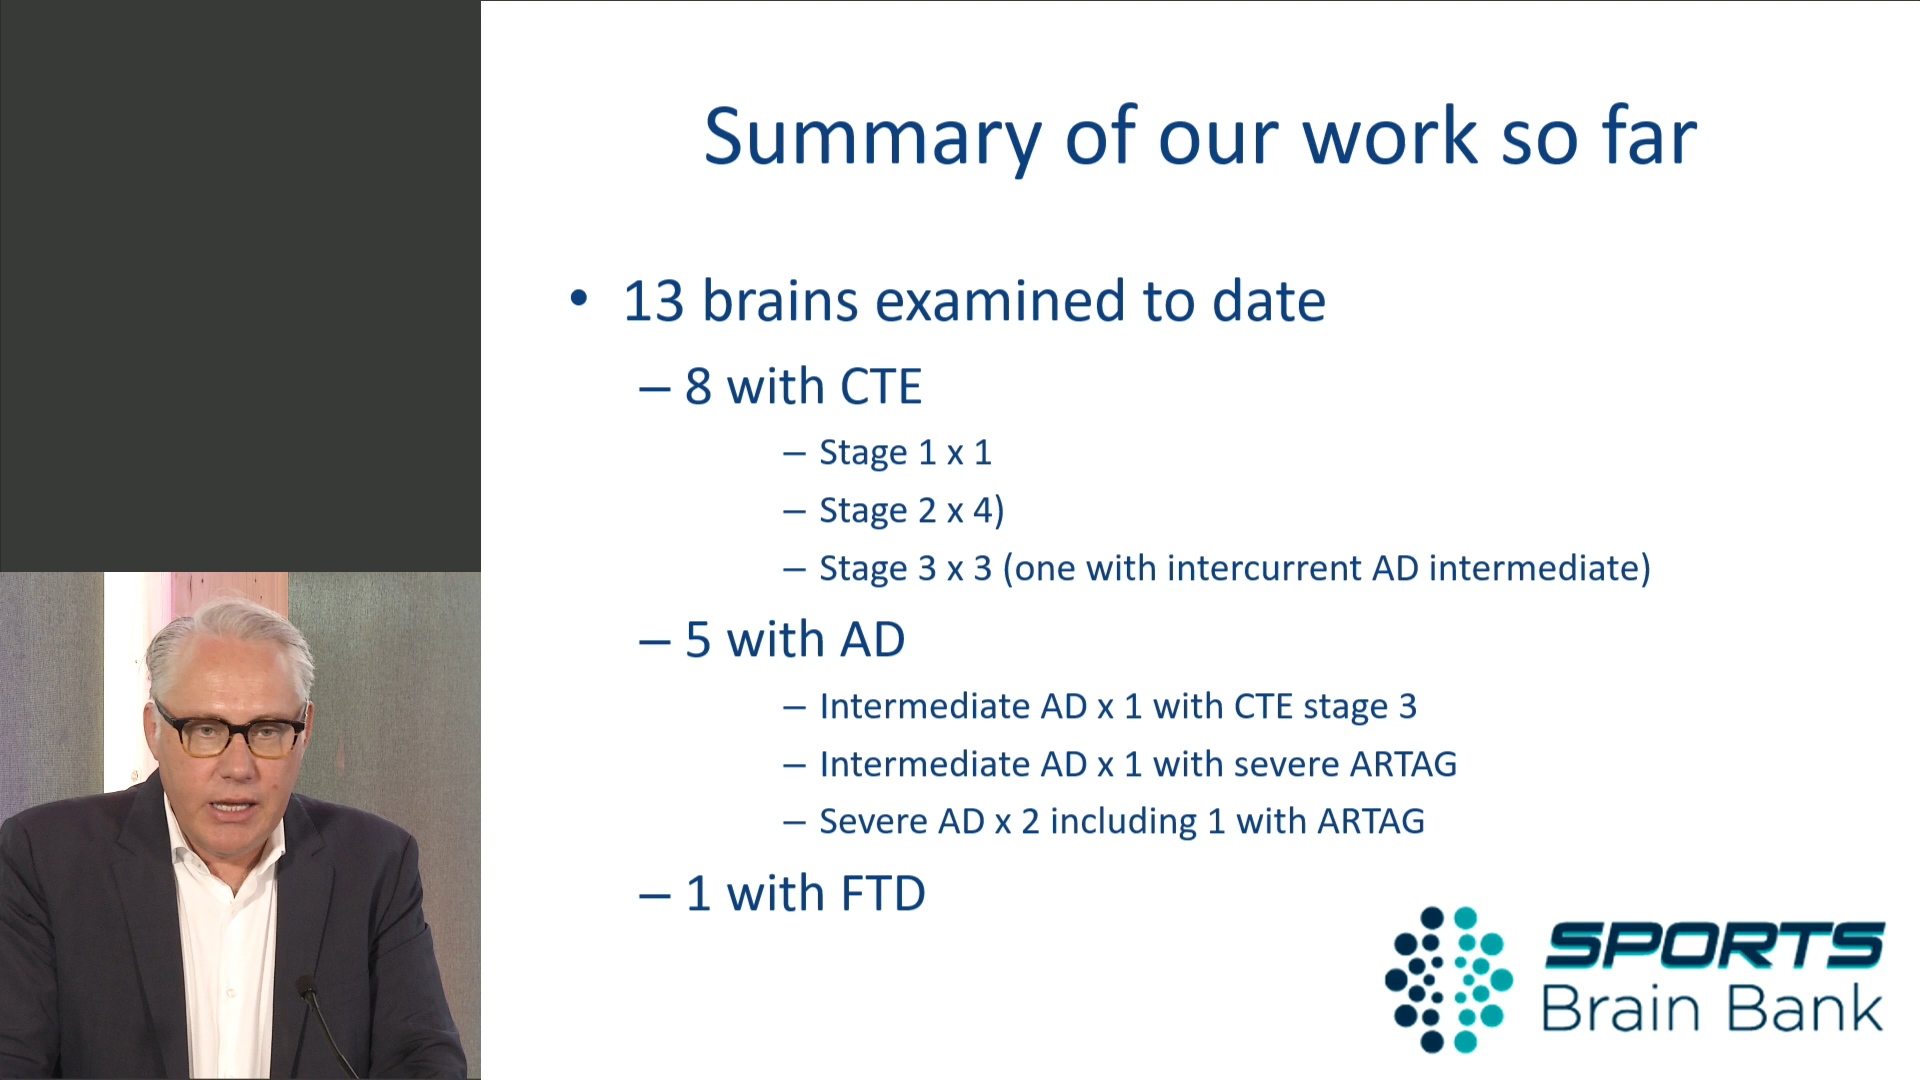 Summary of our work so far
• 13 brains examined to date
– 8 with CTE
– Stage 1 x 1
– Stage 2 x 4)
– Stage 3 x 3 (one with intercurrent AD intermediate)
– 5 with AD
– Intermediate AD x 1 with CTE stage 3
– Intermediate AD x 1 with severe ARTAG
– Severe AD x 2 including 1 with ARTAG
– 1 with FTD
SPORTS
Brain Bank